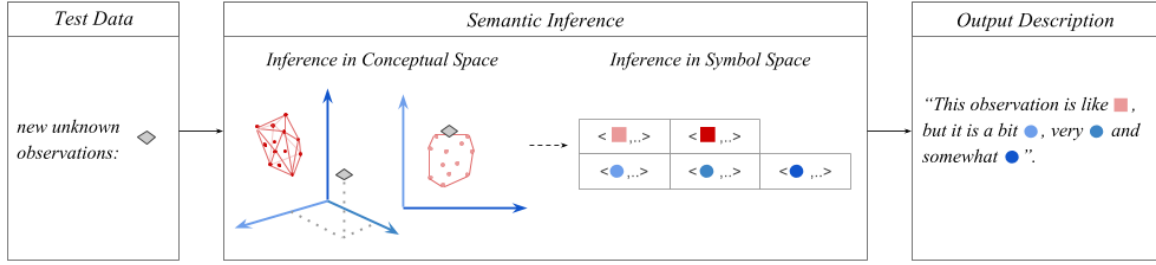 Test Data
new unknown
observations:
Semantic Inference
Inference in Conceptual Space
Inference in Symbol Space
< ,..> < ,..>
< ,..> < ,..> < ,..>
Output Description
“This observation is like ,
but it is a bit , very and
somewhat ”.